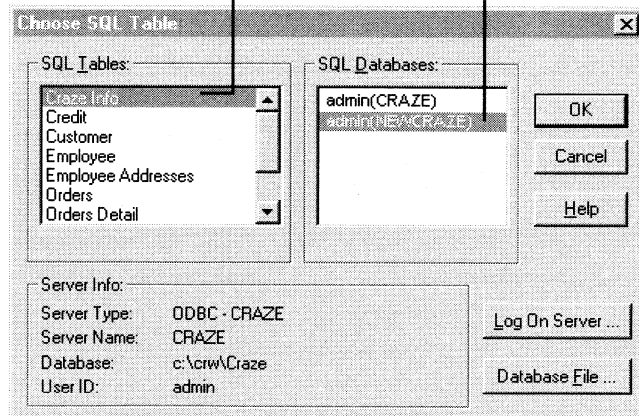 Choose SQL Table
SQL Tables:
Craze Info
Credit
Customer
Employee
Employee Addresses
Orders
Orders Detail
SQL Databases:
admin(CRAZE)
admin(NEWCRAZE)
OK
Cancel
Help
Server Info:
Server Type: ODBC - CRAZE
Server Name: CRAZE
Database: c:\crw\Craze
User ID: admin
Log On Server ...
Database File ...